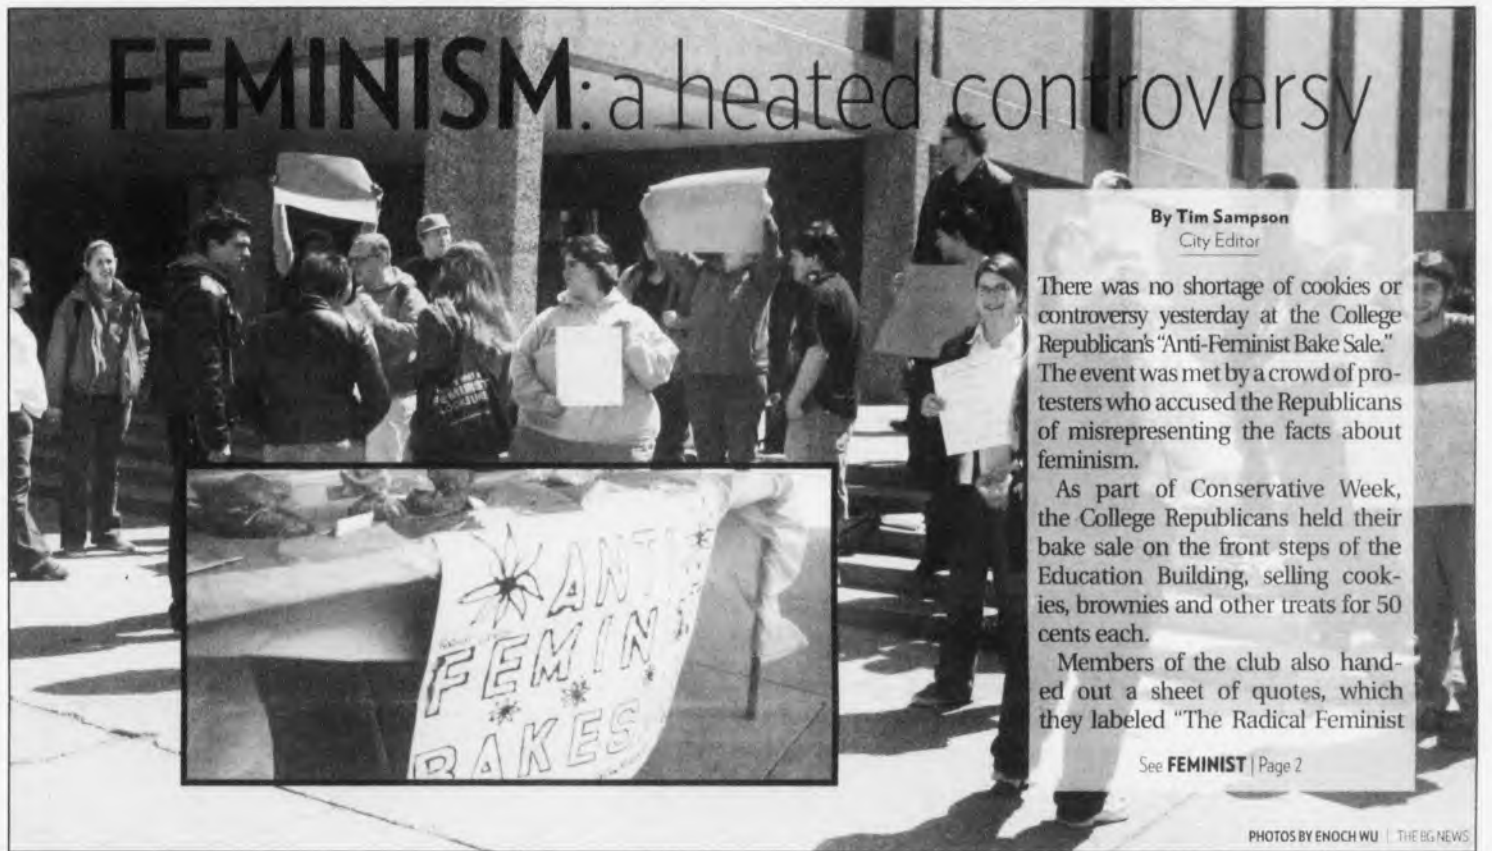 FEMINISM: a heated controversy
By Tim Sampson
City Editor
There was no shortage of cookies or
controversy yesterday at the College
Republican's "Anti-Feminist Bake Sale."
The event was met by a crowd of pro-
testers who accused the Republicans
of misrepresenting the facts about
feminism.
As part of Conservative Week,
the College Republicans held their
bake sale on the front steps of the
Education Building, selling cook-
ies, brownies and other treats for 50
cents each.
Members of the club also hand-
ed out a sheet of quotes, which
they labeled "The Radical Feminist
See FEMINIST | Page 2
ANTI
FEMINIS
BAKES
PHOTOS BY ENOCH WU | THE BG NEWS